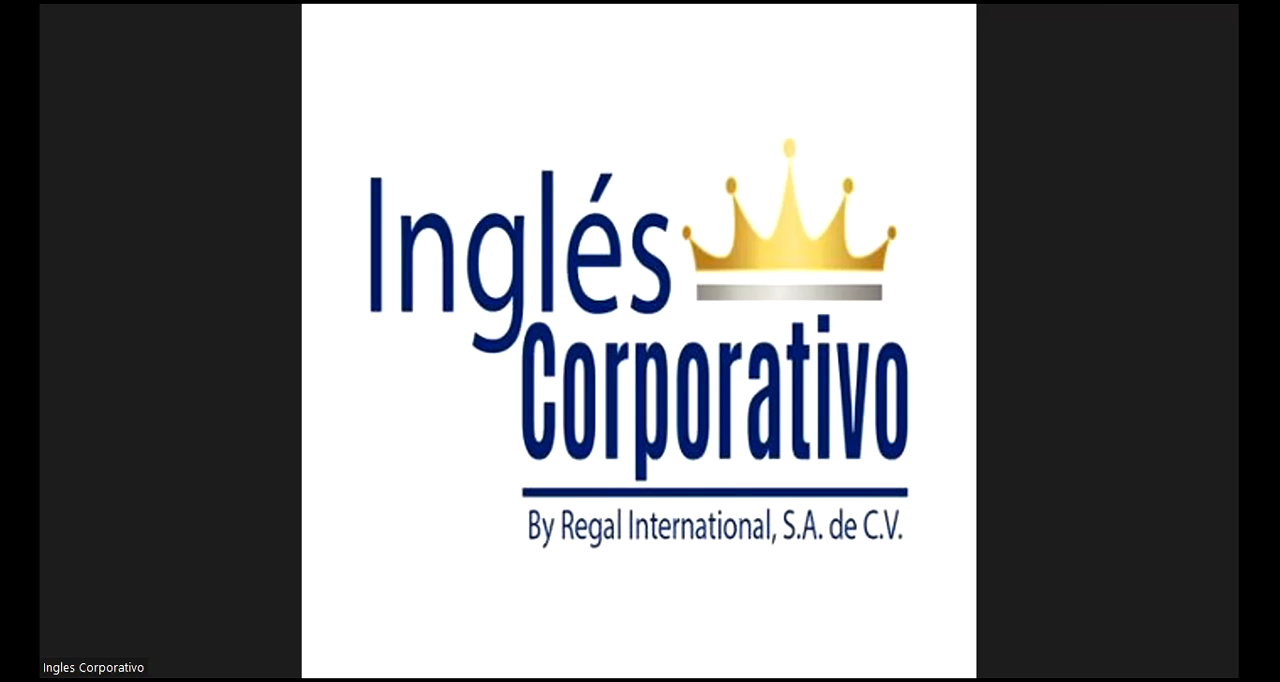 Inglés
Corporativo
By Regal International, S.A. de C.V.
Ingles Corporativo